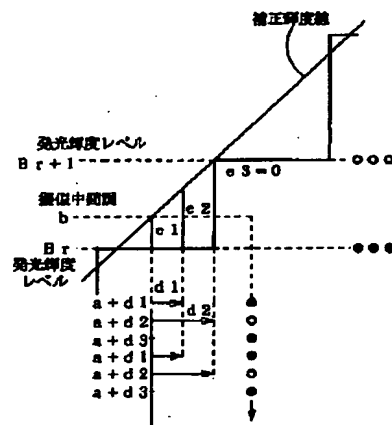 補正輝度線
発光輝度レベル
Br+1
e3=0
擬似中間調
b
e2
e1
Br
発光輝度
レベル
d1
a+d1
a+d2
d2
a+d3
a+d1
a+d2
a+d3